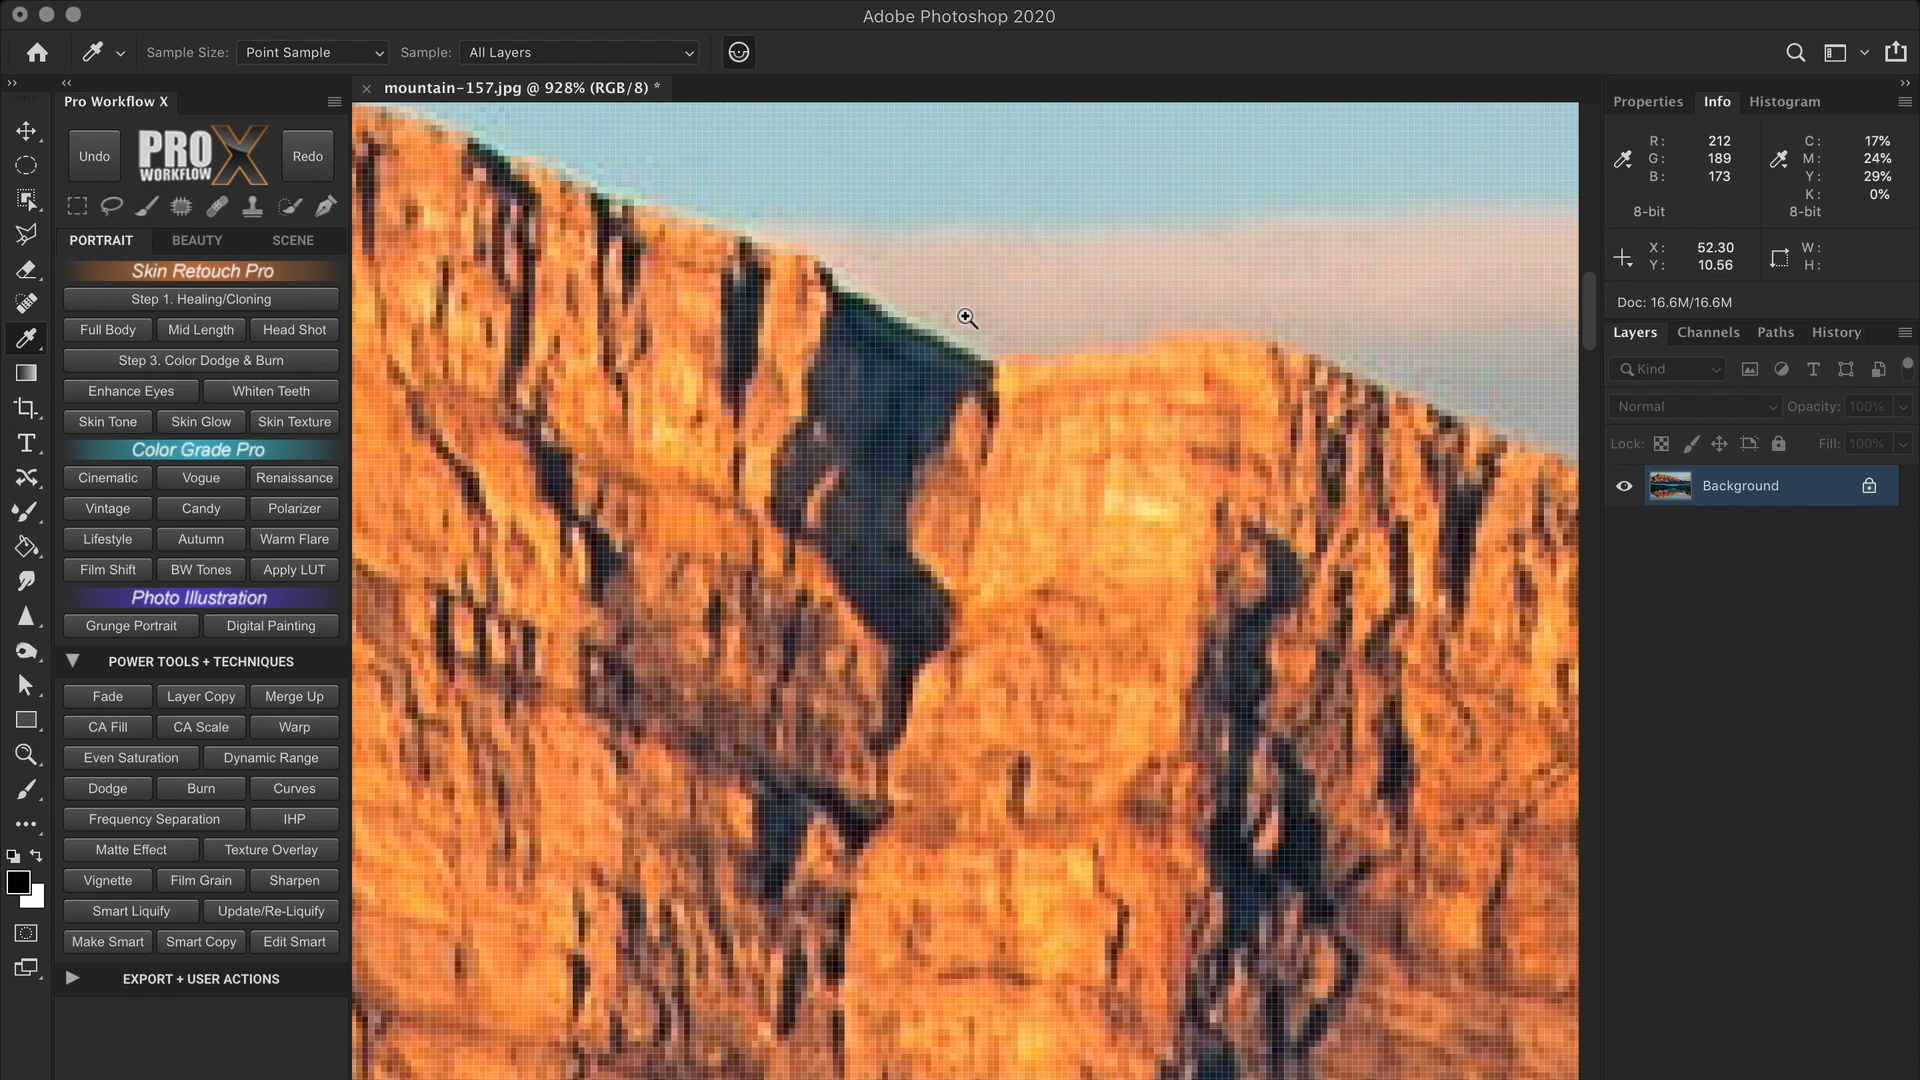 Adobe Photoshop 2020
Sample Size: Point Sample Sample: All Layers
mountain-157.jpg @ 928% (RGB/8) *
Pro Workflow X
Undo
PRO X
WORKFLOW
Redo
PORTRAIT BEAUTY SCENE
Skin Retouch Pro
Step 1. Healing/Cloning
Full Body Mid Length Head Shot
Step 3. Color Dodge & Burn
Enhance Eyes Whiten Teeth
Skin Tone Skin Glow Skin Texture
Color Grade Pro
Cinematic Vogue Renaissance
Vintage Candy Polarizer
Lifestyle Autumn Warm Flare
Film Shift BW Tones Apply LUT
Photo Illustration
Grunge Portrait Digital Painting
POWER TOOLS + TECHNIQUES
Fade Layer Copy Merge Up
CA Fill CA Scale Warp
Even Saturation Dynamic Range
Dodge Burn Curves
Frequency Separation IHP
Matte Effect Texture Overlay
Vignette Film Grain Sharpen
Smart Liquify Update/Re-Liquify
Make Smart Smart Copy Edit Smart
EXPORT + USER ACTIONS
Properties Info Histogram
R: 212 C: 17%
G: 189 M: 24%
B: 173 Y: 29%
K: 0%
8-bit 8-bit
X: 52.30 W:
Y: 10.56 H:
Doc: 16.6M/16.6M
Layers Channels Paths History
Kind
Normal Opacity: 100%
Lock: Fill: 100%
Background